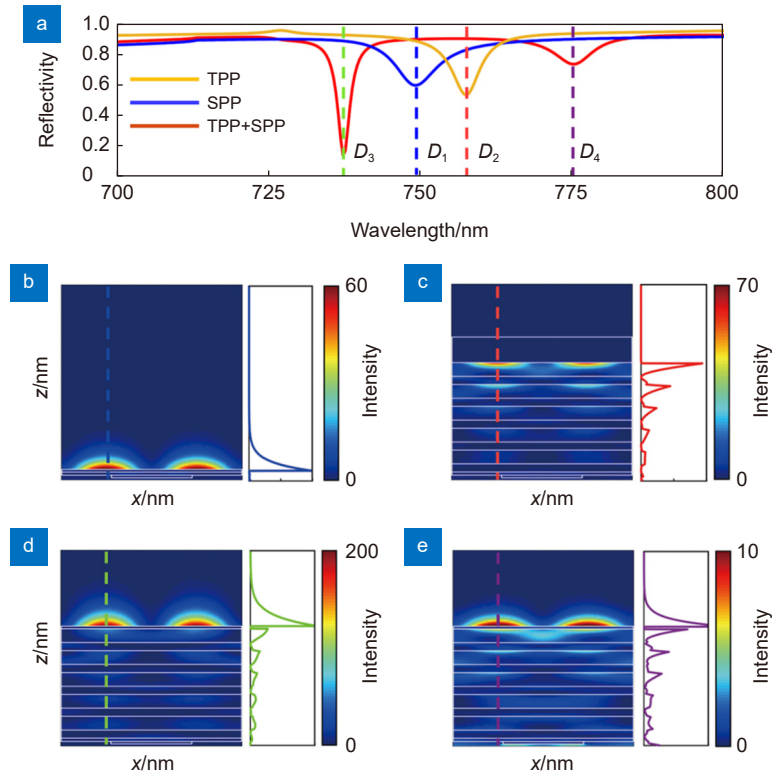 a
1.0
0.8
0.6
0.4
0.2
0
Reflectivity
TPP
SPP
TPP+SPP
D3
D1
D2
D4
700
725
750
775
800
Wavelength/nm
b
z/nm
x/nm
60
0
Intensity
c
x/nm
70
0
Intensity
d
z/nm
x/nm
200
0
Intensity
e
x/nm
10
0
Intensity